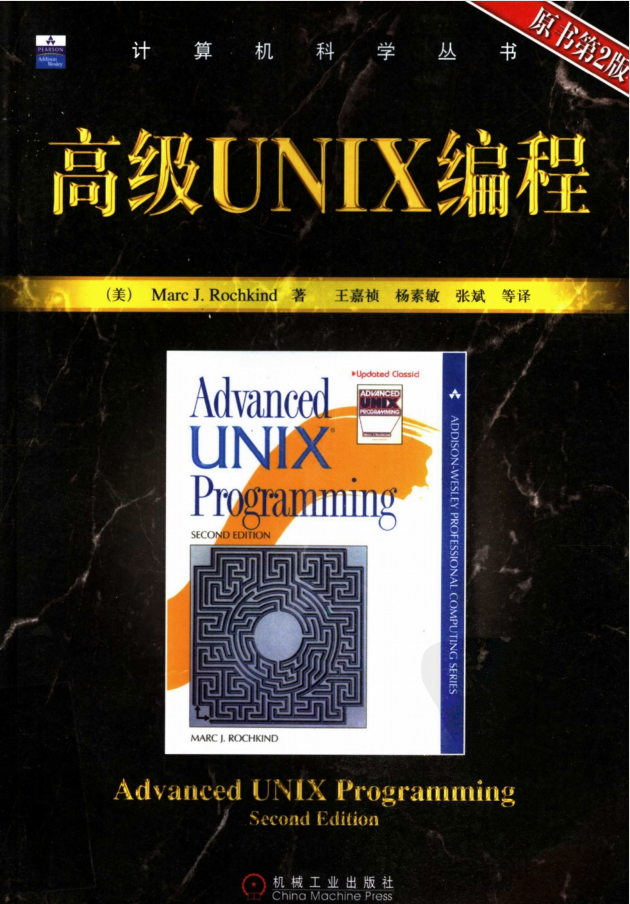 PEARSON
Addison
Wesley
计算机科学丛书
原书第2版
高级UNIX编程
(美) Marc J. Rochkind 著 王嘉祯 杨素敏 张斌 等译
▸Updated Classic!
Advanced
UNIX®
Programming
SECOND EDITION
ADVANCED
UNIX
PROGRAMMING
ADDISON-WESLEY PROFESSIONAL COMPUTING SERIES
MARC J. ROCHKIND
Advanced UNIX Programming
Second Edition
机械工业出版社
China Machine Press